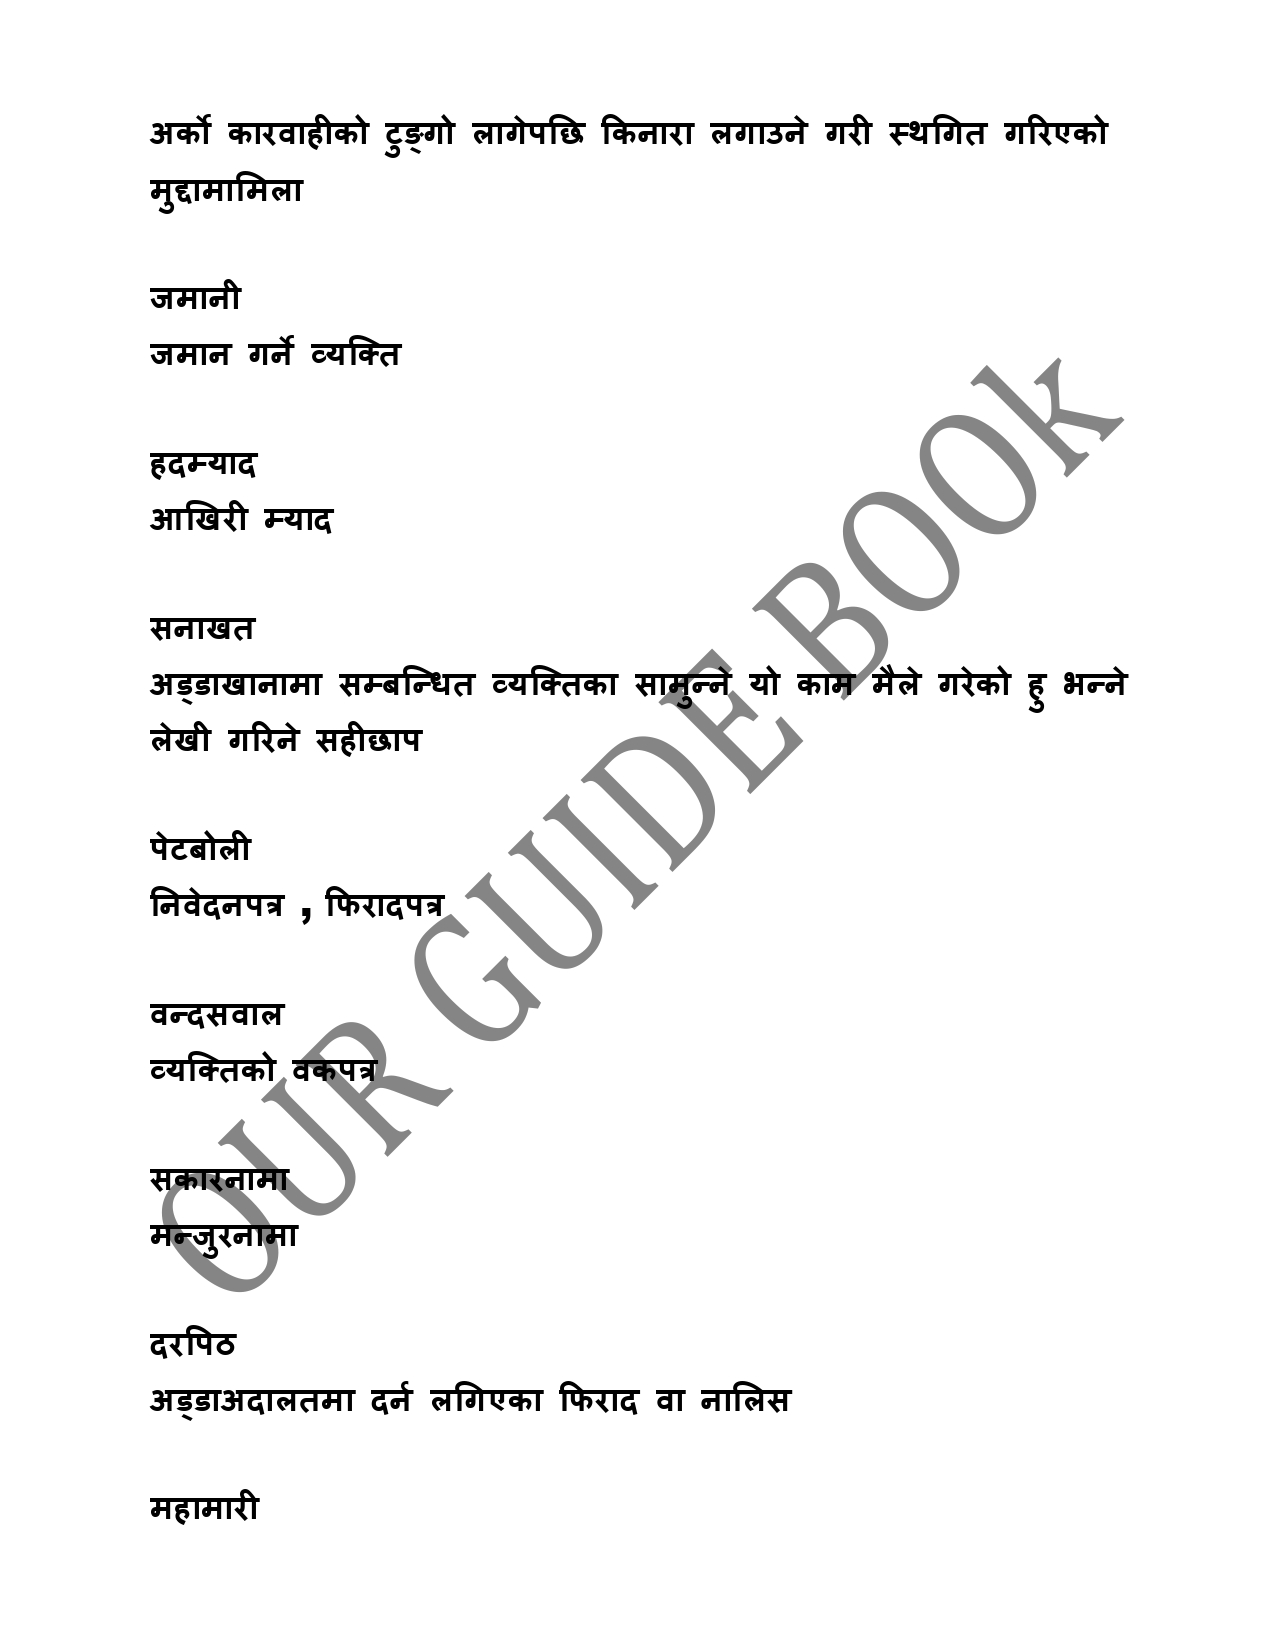 अर्को कारवाहीको टुङ्गो लागेपछि किनारा लगाउने गरी स्थगित गरिएको
मुद्दामामिला
जमानी
जमान गर्ने व्यक्ति
हदम्याद
आखिरी म्याद
सनाखत
अड्डाखानामा सम्बन्धित व्यक्तिका सामुन्ने यो काम मैले गरेको हु भन्ने
लेखी गरिने सहीछाप
पेटबोली
निवेदनपत्र , फिरादपत्र
वन्दसवाल
व्यक्तिको वकपत्र
सकारनामा
मन्जुरनामा
दरपिठ
अड्डाअदालतमा दर्न लगिएका फिराद वा नालिस
महामारी
OUR GUIDE BOOk